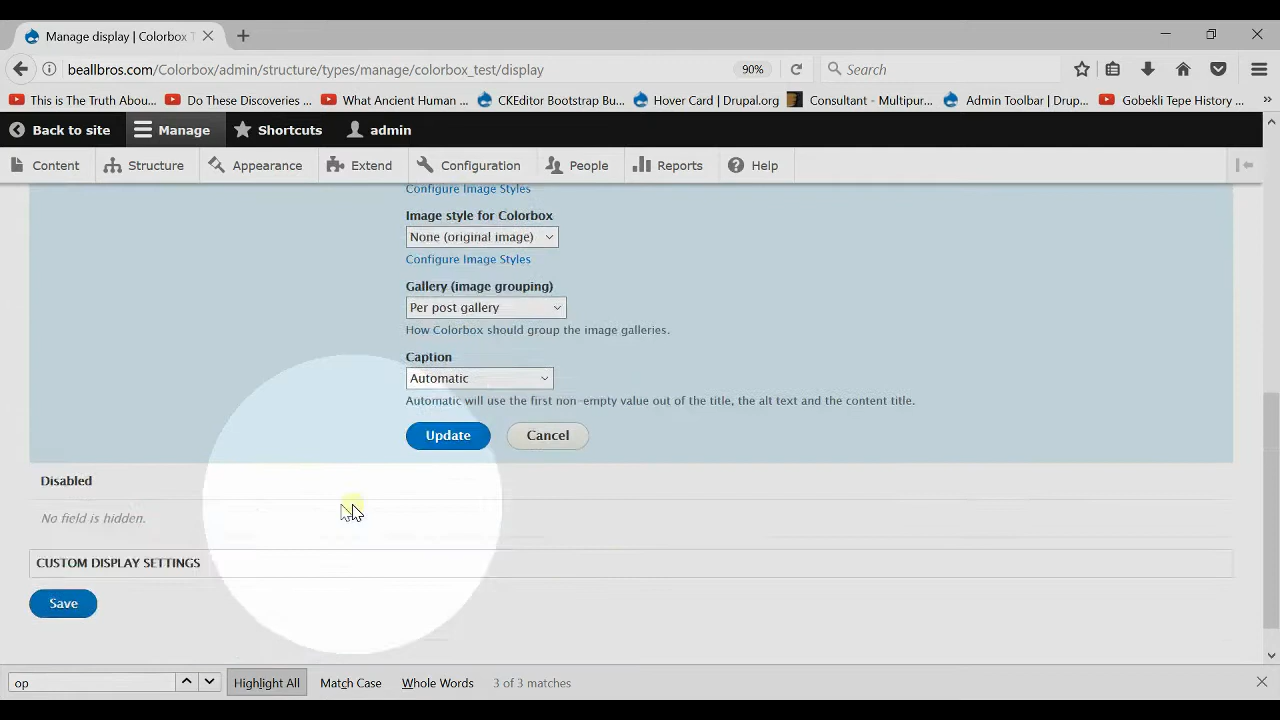 Manage display | Colorbox T
beallbros.com/Colorbox/admin/structure/types/manage/colorbox_test/display
90%
Search
This is The Truth Abou...
Do These Discoveries ...
What Ancient Human ...
CKEditor Bootstrap Bu...
Hover Card | Drupal.org
Consultant - Multipur...
Admin Toolbar | Drup...
Gobekli Tepe History ...
Back to site
Manage
Shortcuts
admin
Content
Structure
Appearance
Extend
Configuration
People
Reports
Help
Configure Image Styles
Image style for Colorbox
None (original image)
Configure Image Styles
Gallery (image grouping)
Per post gallery
How Colorbox should group the image galleries.
Caption
Automatic
Automatic will use the first non-empty value out of the title, the alt text and the content title.
Update
Cancel
Disabled
No field is hidden.
CUSTOM DISPLAY SETTINGS
Save
op
Highlight All
Match Case
Whole Words
3 of 3 matches